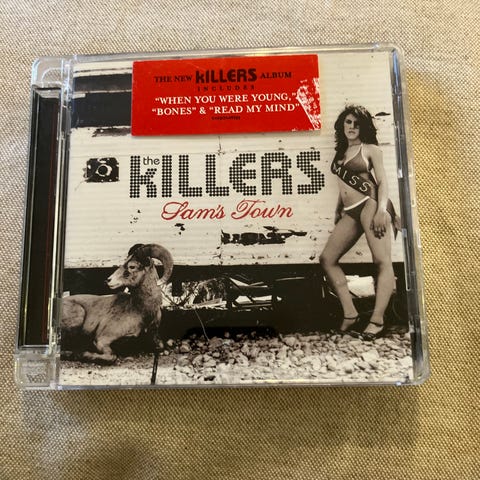 THE NEW KILLERS ALBUM
INCLUDES
"WHEN YOU WERE YOUNG,"
"BONES" & "READ MY MIND"
the
KILLERS
Sam's Town
MISS